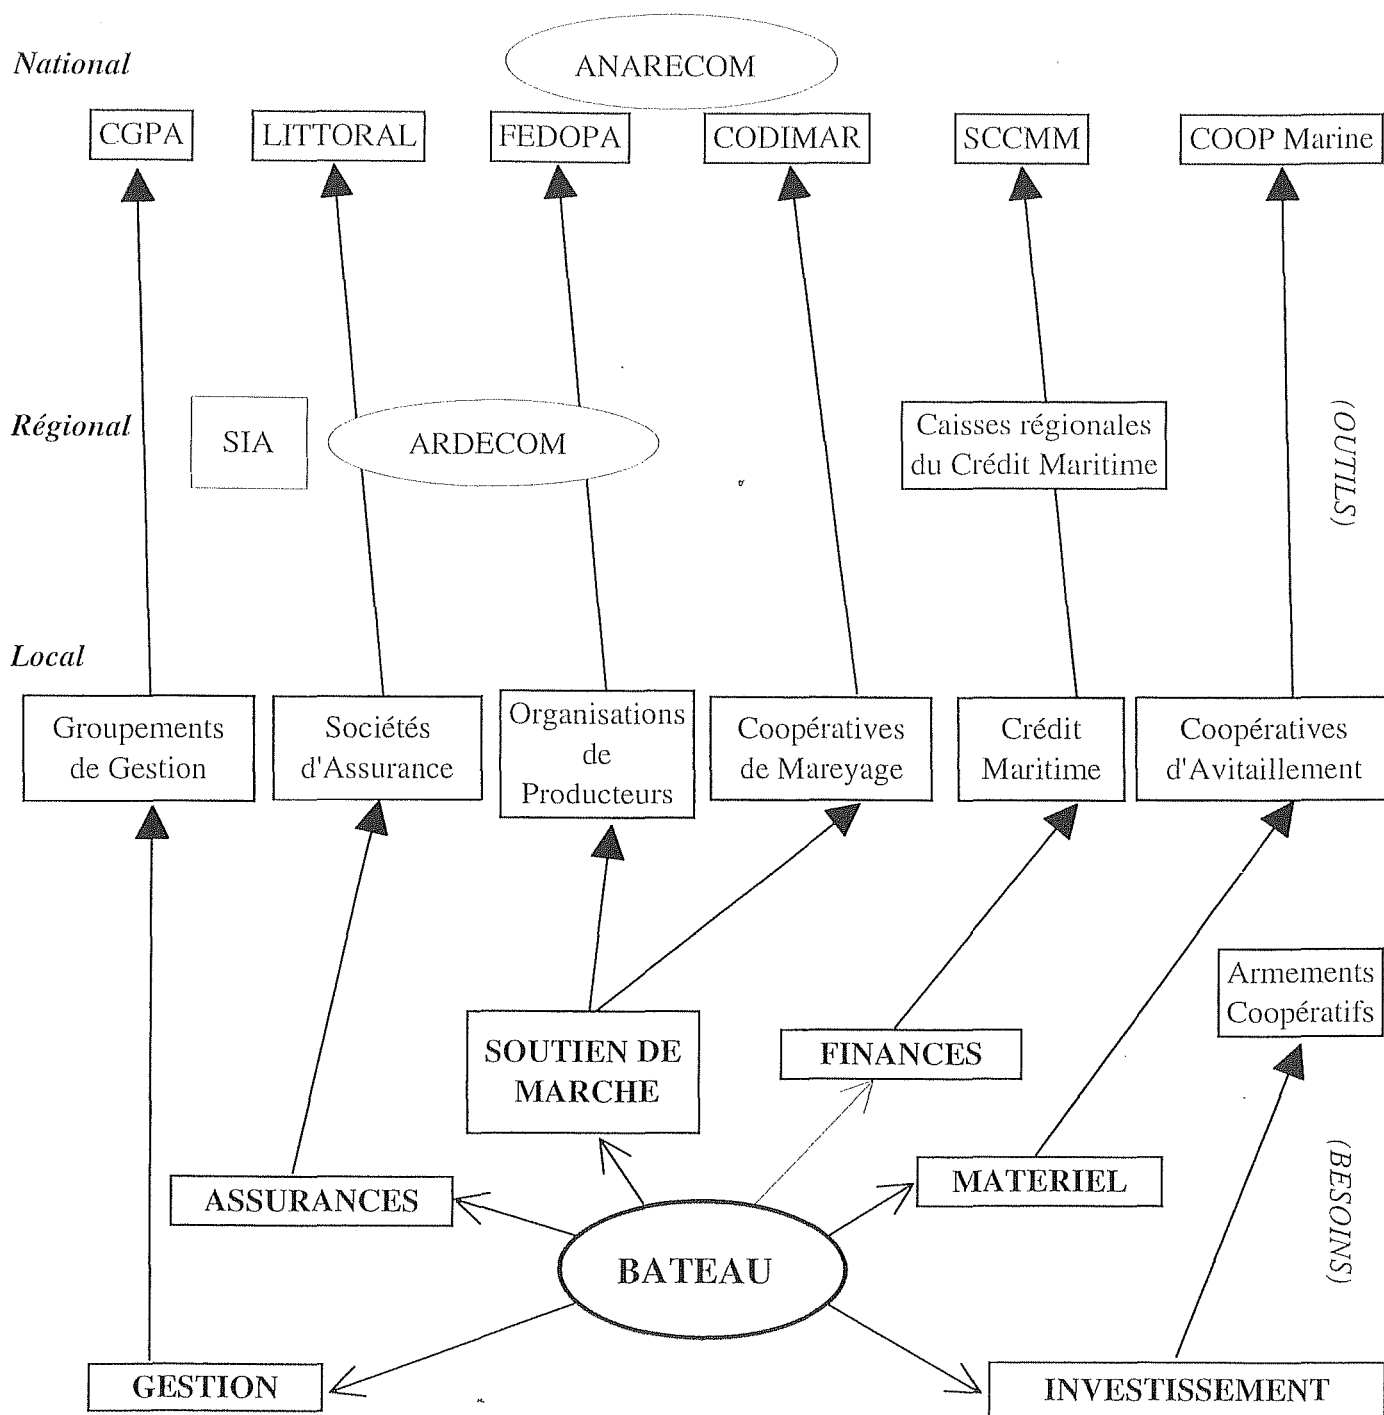 National
ANARECOM
CGPA
LITTORAL
FEDOPA
CODIMAR
SCCMM
COOP Marine
Régional
SIA
ARDECOM
Caisses régionales
du Crédit Maritime
(OUTILS)
Local
Groupements
de Gestion
Sociétés
d'Assurance
Organisations
de
Producteurs
Coopératives
de Mareyage
Crédit
Maritime
Coopératives
d'Avitaillement
Armements
Coopératifs
SOUTIEN DE
MARCHE
FINANCES
ASSURANCES
MATERIEL
(BESOINS)
BATEAU
GESTION
INVESTISSEMENT